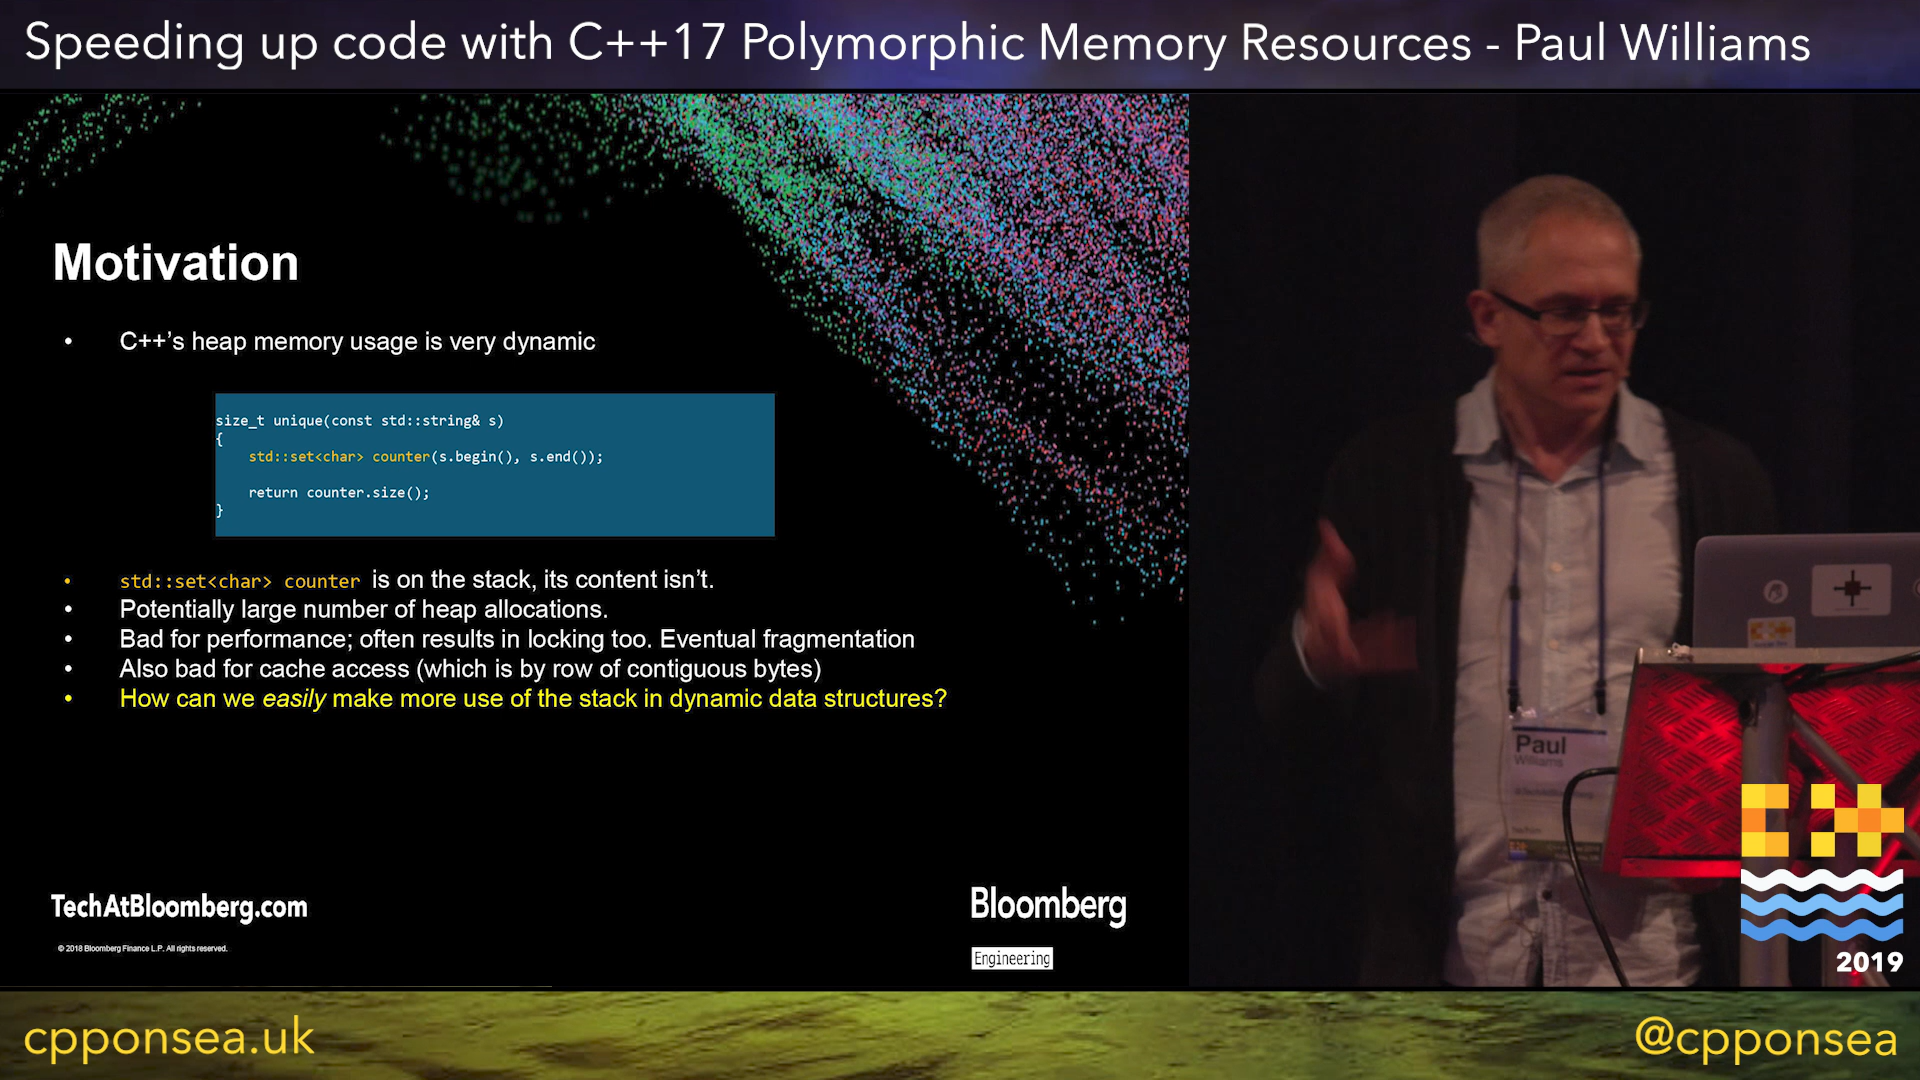 Speeding up code with C++17 Polymorphic Memory Resources - Paul Williams
Motivation
• C++’s heap memory usage is very dynamic
size_t unique(const std::string& s)
{
std::set<char> counter(s.begin(), s.end());
return counter.size();
}
• std::set<char> counter is on the stack, its content isn’t.
• Potentially large number of heap allocations.
• Bad for performance; often results in locking too. Eventual fragmentation
• Also bad for cache access (which is by row of contiguous bytes)
• How can we easily make more use of the stack in dynamic data structures?
TechAtBloomberg.com
© 2018 Bloomberg Finance L.P. All rights reserved.
Bloomberg
Engineering
Paul
Williams
2019
cpponsea.uk
@cpponsea